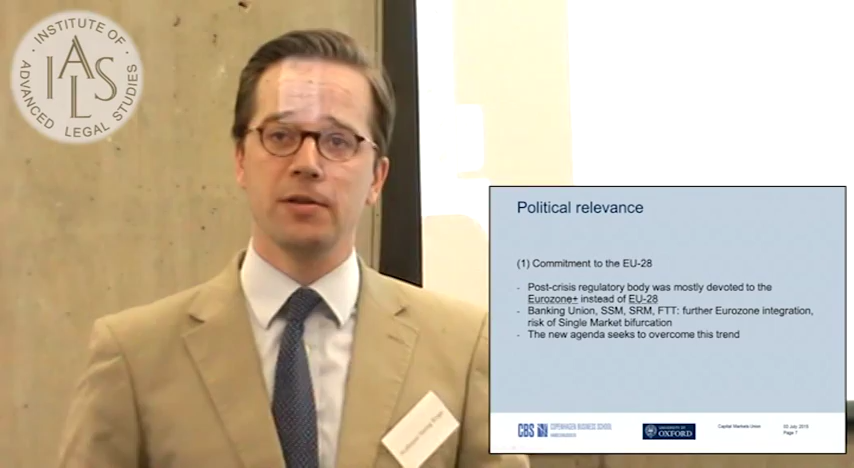 INSTITUTE OF
ADVANCED LEGAL STUDIES
IALS
Political relevance
(1) Commitment to the EU-28
- Post-crisis regulatory body was mostly devoted to the
Eurozone+ instead of EU-28
- Banking Union, SSM, SRM, FTT: further Eurozone integration,
risk of Single Market bifurcation
- The new agenda seeks to overcome this trend
CBS COPENHAGEN BUSINESS SCHOOL
UNIVERSITY OF
OXFORD
Capital Markets Union
Page 7